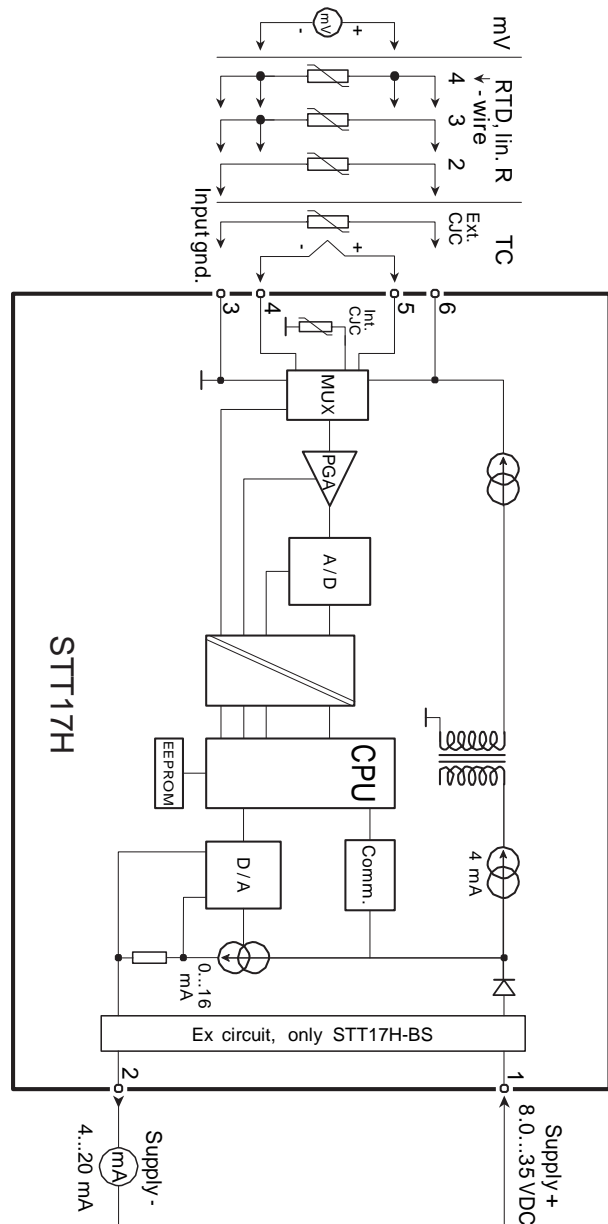 mV
- mV +
RTD, lin. R
- wire
4
3
2
TC
Ext.
CJC
Input gnd.
- +
3
4
5
6
Int.
CJC
MUX
PGA
A/D
STT17H
CPU
EEPROM
D/A
Comm.
4 mA
0...16
mA
Ex circuit, only STT17H-BS
2
1
Supply -
4...20 mA
mA
Supply +
8.0...35 VDC